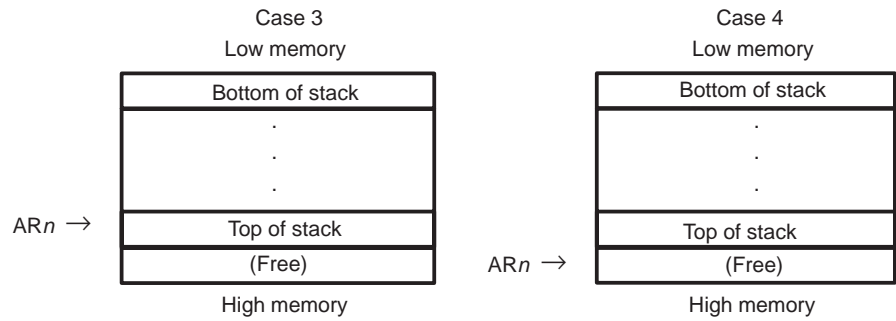 Case 3
Low memory
Bottom of stack
.
.
.
ARn → Top of stack
(Free)
High memory
Case 4
Low memory
Bottom of stack
.
.
.
Top of stack
ARn → (Free)
High memory